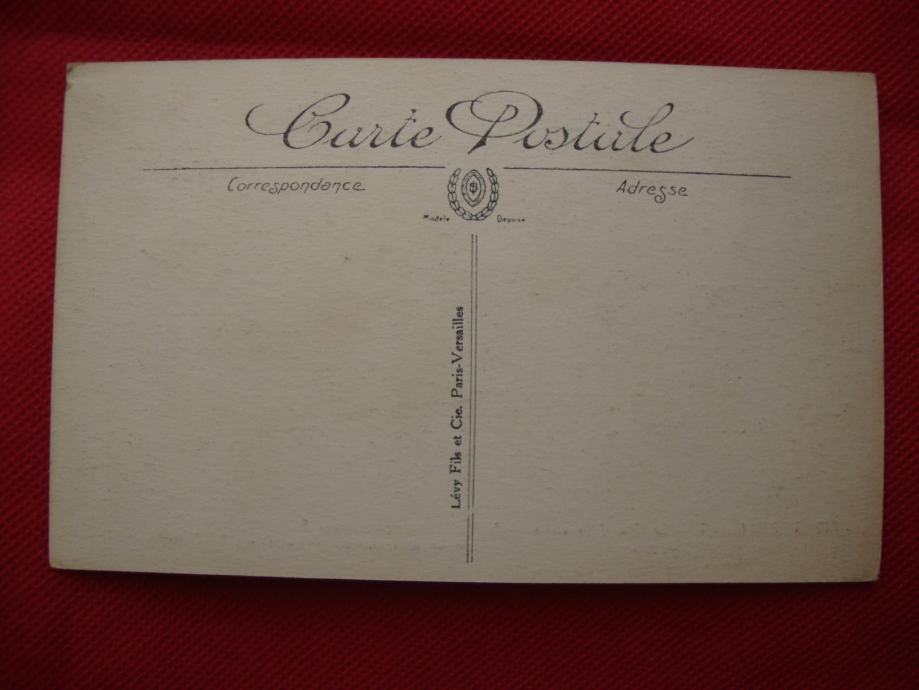 Carte Postale
Correspondance
Adresse
Modèle Déposé
Lévy Fils et Cie. Paris-Versailles